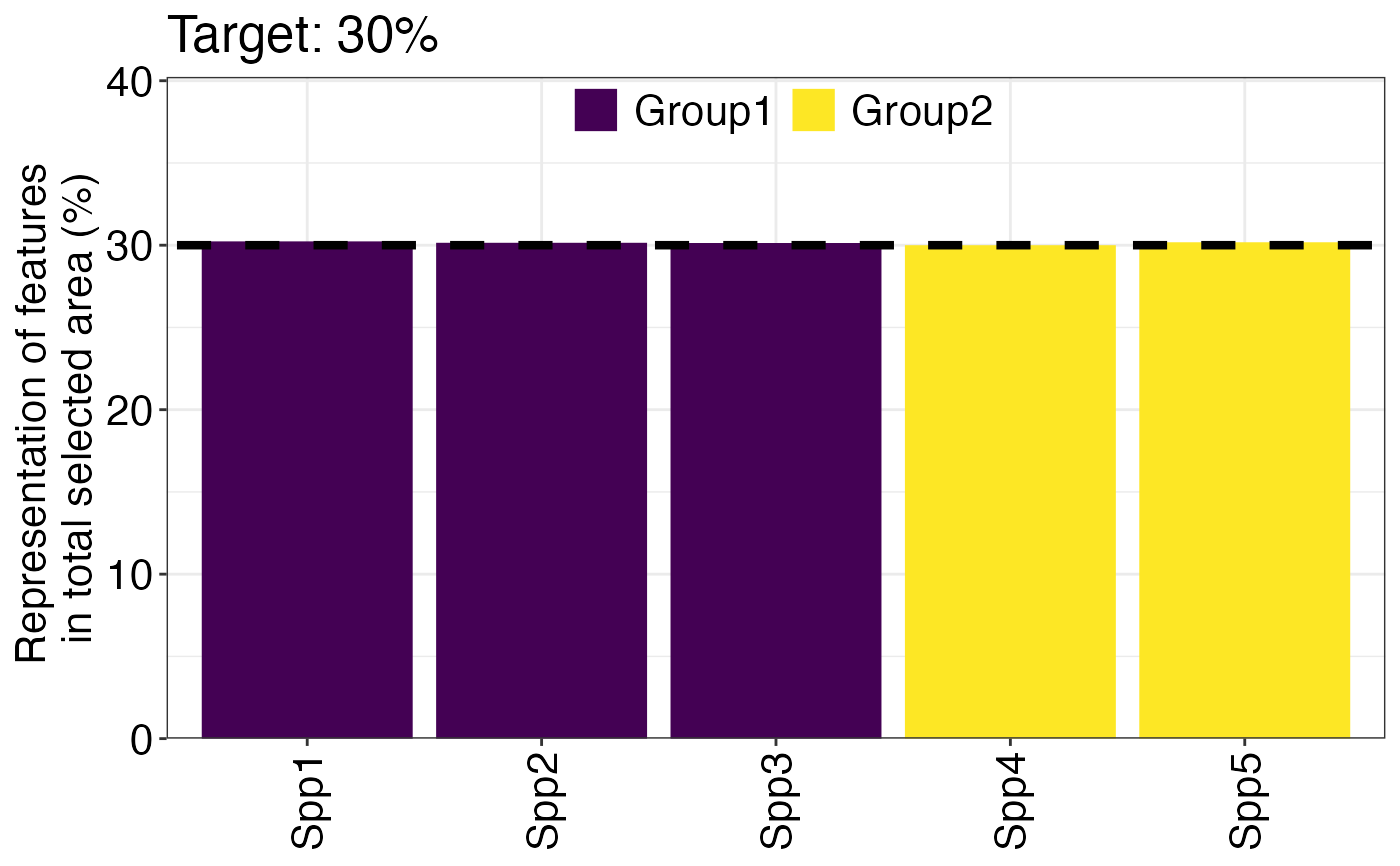 Target: 30%
Group1
Group2
Representation of features
in total selected area (%)
40
30
20
10
0
Spp1
Spp2
Spp3
Spp4
Spp5